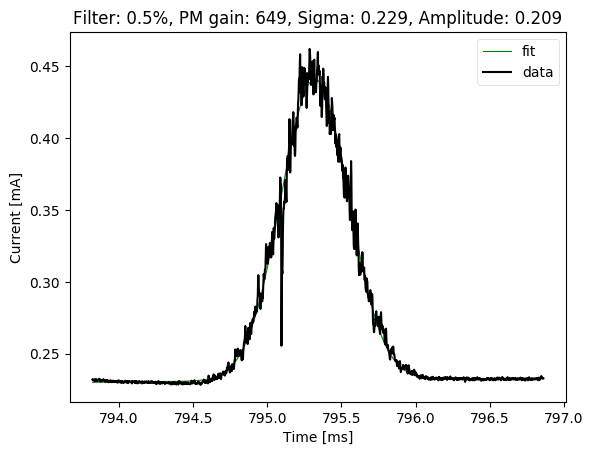 Filter: 0.5%, PM gain: 649, Sigma: 0.229, Amplitude: 0.209
fit
data
0.45
0.40
0.35
0.30
0.25
Current [mA]
794.0 794.5 795.0 795.5 796.0 796.5 797.0
Time [ms]